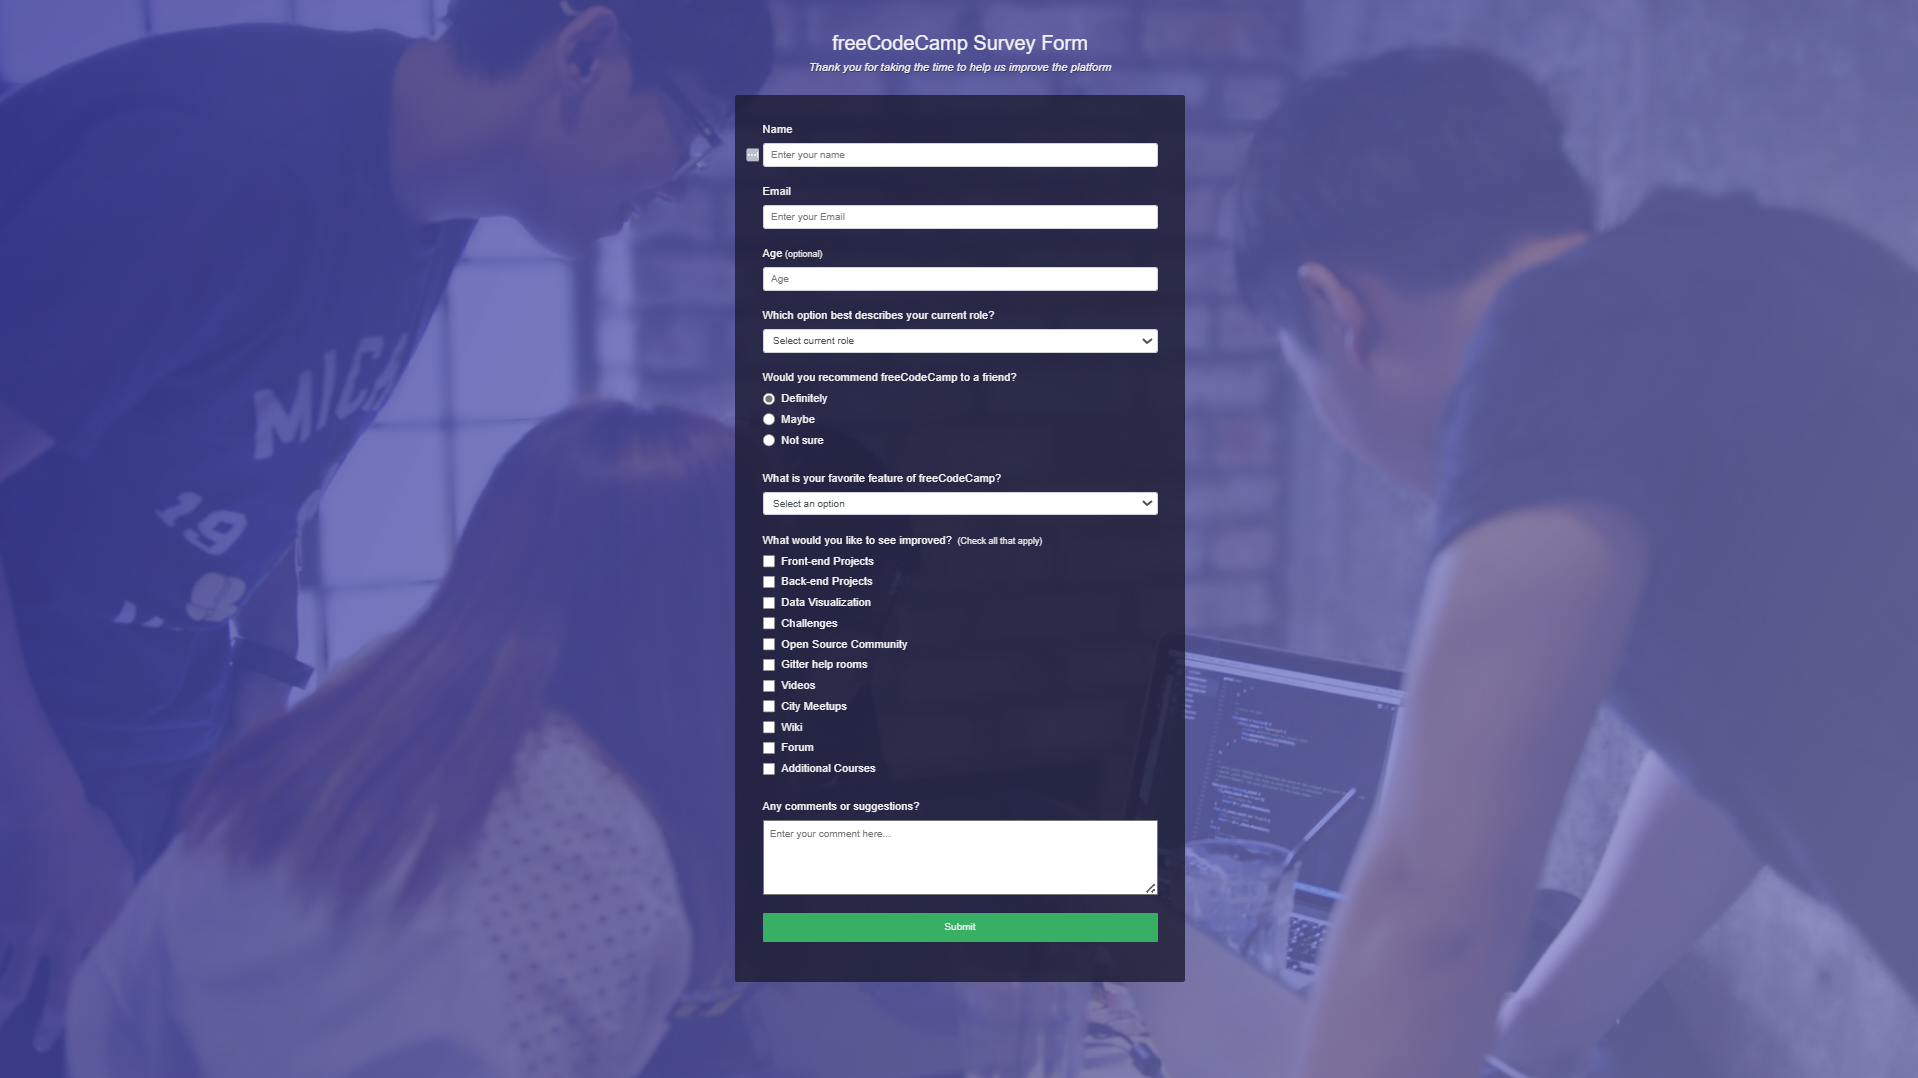 freeCodeCamp Survey Form
Thank you for taking the time to help us improve the platform
Name
Enter your name
Email
Enter your Email
Age (optional)
Age
Which option best describes your current role?
Select current role
Would you recommend freeCodeCamp to a friend?
Definitely
Maybe
Not sure
What is your favorite feature of freeCodeCamp?
Select an option
What would you like to see improved? (Check all that apply)
Front-end Projects
Back-end Projects
Data Visualization
Challenges
Open Source Community
Gitter help rooms
Videos
City Meetups
Wiki
Forum
Additional Courses
Any comments or suggestions?
Enter your comment here...
Submit
MICH
19